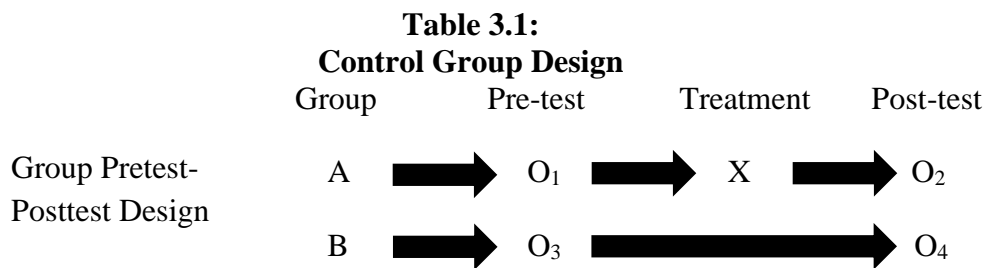 Table 3.1:
Control Group Design
Group Pre-test Treatment Post-test
Group Pretest-
Posttest Design
A O₁ X O₂
B O₃ O₄